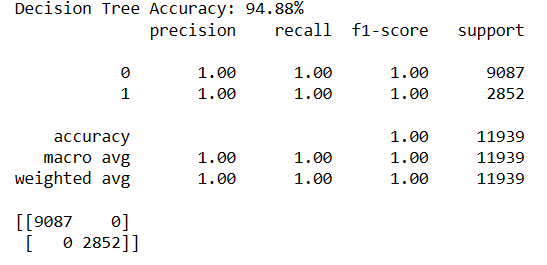 Decision Tree Accuracy: 94.88%
precision recall f1-score support
0 1.00 1.00 1.00 9087
1 1.00 1.00 1.00 2852
accuracy 1.00 11939
macro avg 1.00 1.00 1.00 11939
weighted avg 1.00 1.00 1.00 11939
[[9087 0]
[ 0 2852]]